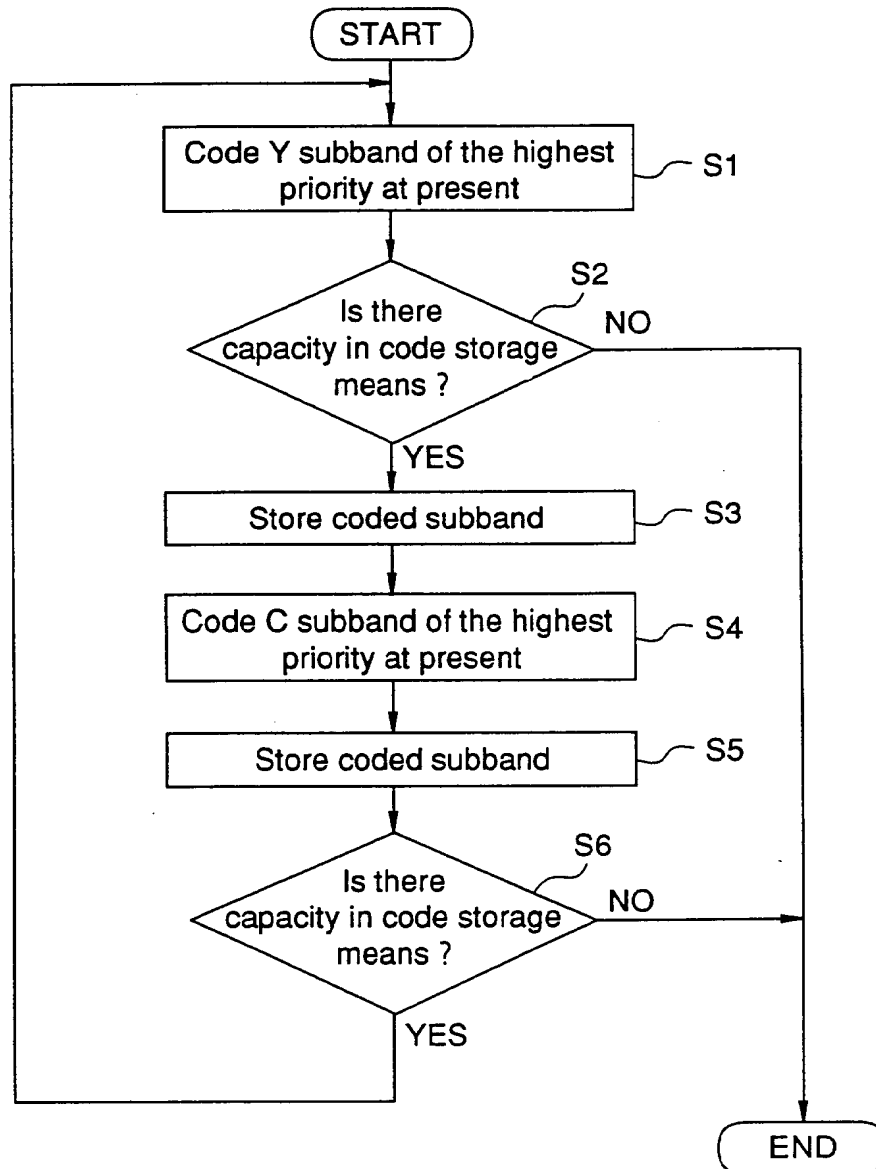 START
Code Y subband of the highest
priority at present
S1
S2
Is there
capacity in code storage
means ?
NO
YES
Store coded subband
S3
Code C subband of the highest
priority at present
S4
Store coded subband
S5
S6
Is there
capacity in code storage
means ?
NO
YES
END